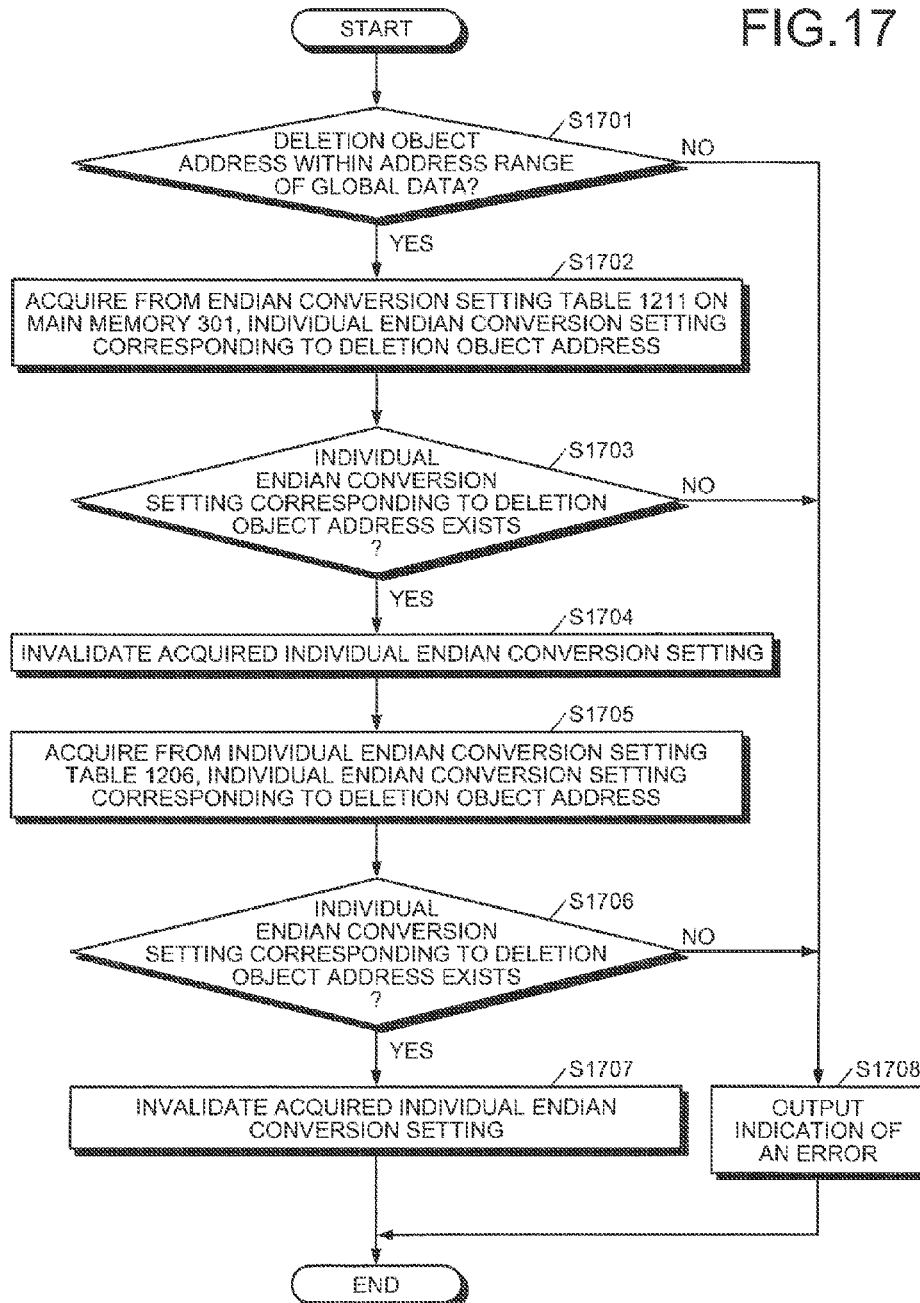 FIG.17
START
S1701
DELETION OBJECT
ADDRESS WITHIN ADDRESS RANGE
OF GLOBAL DATA?
NO
YES
S1702
ACQUIRE FROM ENDIAN CONVERSION SETTING TABLE 1211 ON
MAIN MEMORY 301, INDIVIDUAL ENDIAN CONVERSION SETTING
CORRESPONDING TO DELETION OBJECT ADDRESS
S1703
INDIVIDUAL
ENDIAN CONVERSION
SETTING CORRESPONDING TO DELETION
OBJECT ADDRESS EXISTS
?
NO
YES
S1704
INVALIDATE ACQUIRED INDIVIDUAL ENDIAN CONVERSION SETTING
S1705
ACQUIRE FROM INDIVIDUAL ENDIAN CONVERSION SETTING
TABLE 1206, INDIVIDUAL ENDIAN CONVERSION SETTING
CORRESPONDING TO DELETION OBJECT ADDRESS
S1706
INDIVIDUAL
ENDIAN CONVERSION
SETTING CORRESPONDING TO DELETION
OBJECT ADDRESS EXISTS
?
NO
YES
S1707
INVALIDATE ACQUIRED INDIVIDUAL ENDIAN
CONVERSION SETTING
S1708
OUTPUT
INDICATION OF
AN ERROR
END